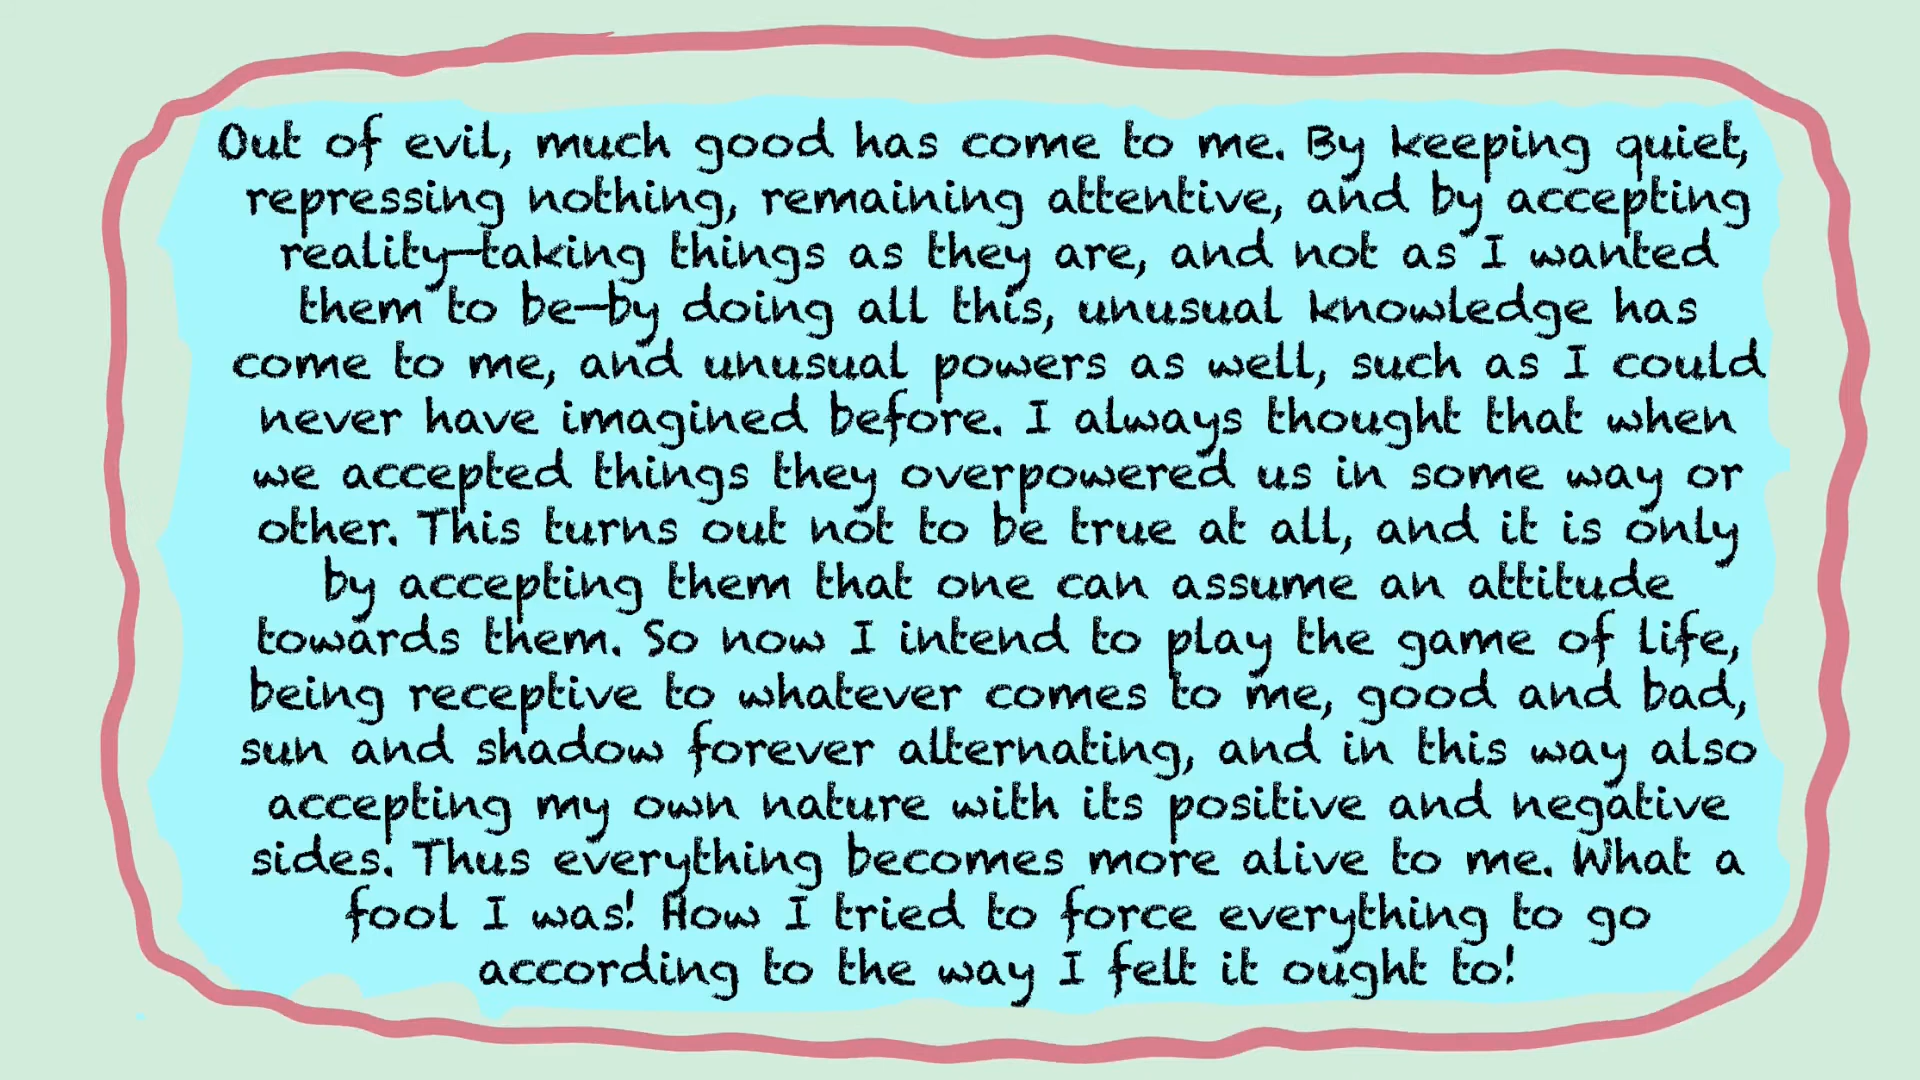 Out of evil, much good has come to me. By keeping quiet,
repressing nothing, remaining attentive, and by accepting
reality—taking things as they are, and not as I wanted
them to be—by doing all this, unusual knowledge has
come to me, and unusual powers as well, such as I could
never have imagined before. I always thought that when
we accepted things they overpowered us in some way or
other. This turns out not to be true at all, and it is only
by accepting them that one can assume an attitude
towards them. So now I intend to play the game of life,
being receptive to whatever comes to me, good and bad,
sun and shadow forever alternating, and in this way also
accepting my own nature with its positive and negative
sides. Thus everything becomes more alive to me. What a
fool I was! How I tried to force everything to go
according to the way I felt it ought to!